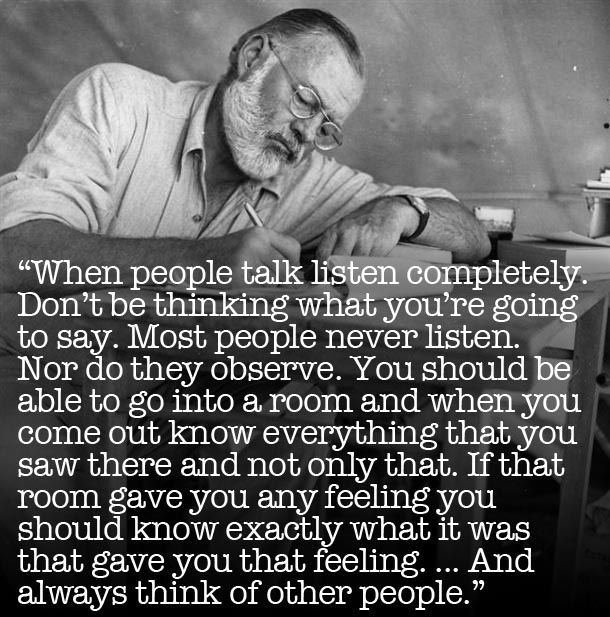 “When people talk listen completely.
Don’t be thinking what you’re going
to say. Most people never listen.
Nor do they observe. You should be
able to go into a room and when you
come out know everything that you
saw there and not only that. If that
room gave you any feeling you
should know exactly what it was
that gave you that feeling. ... And
always think of other people.”